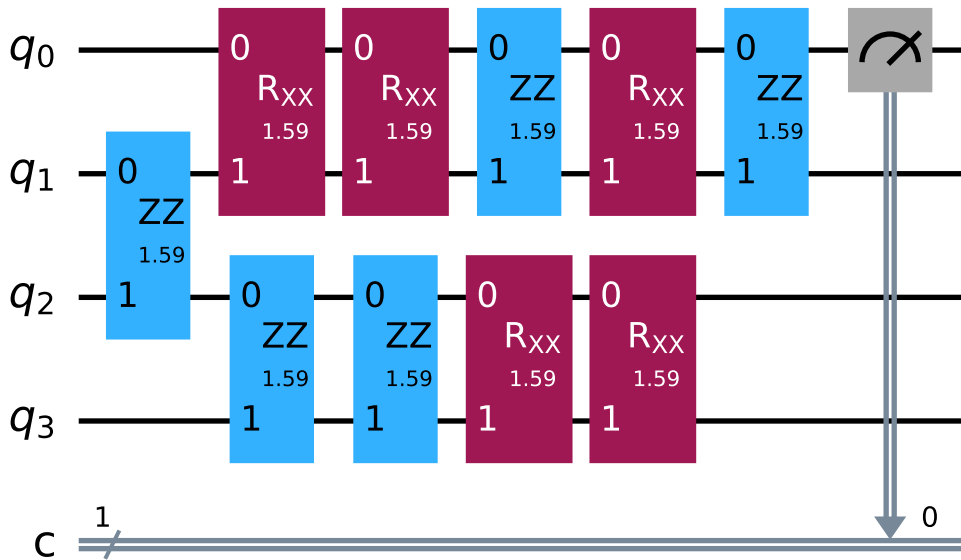 q0 0 0 0 0 0
RXX RXX ZZ RXX ZZ
1.59 1.59 1.59 1.59 1.59
q1 0 1 1 1 1 1
ZZ
1.59
q2 1 0 0 0 0
ZZ ZZ RXX RXX
1.59 1.59 1.59 1.59
q3 1 1 1 1
1 0
c